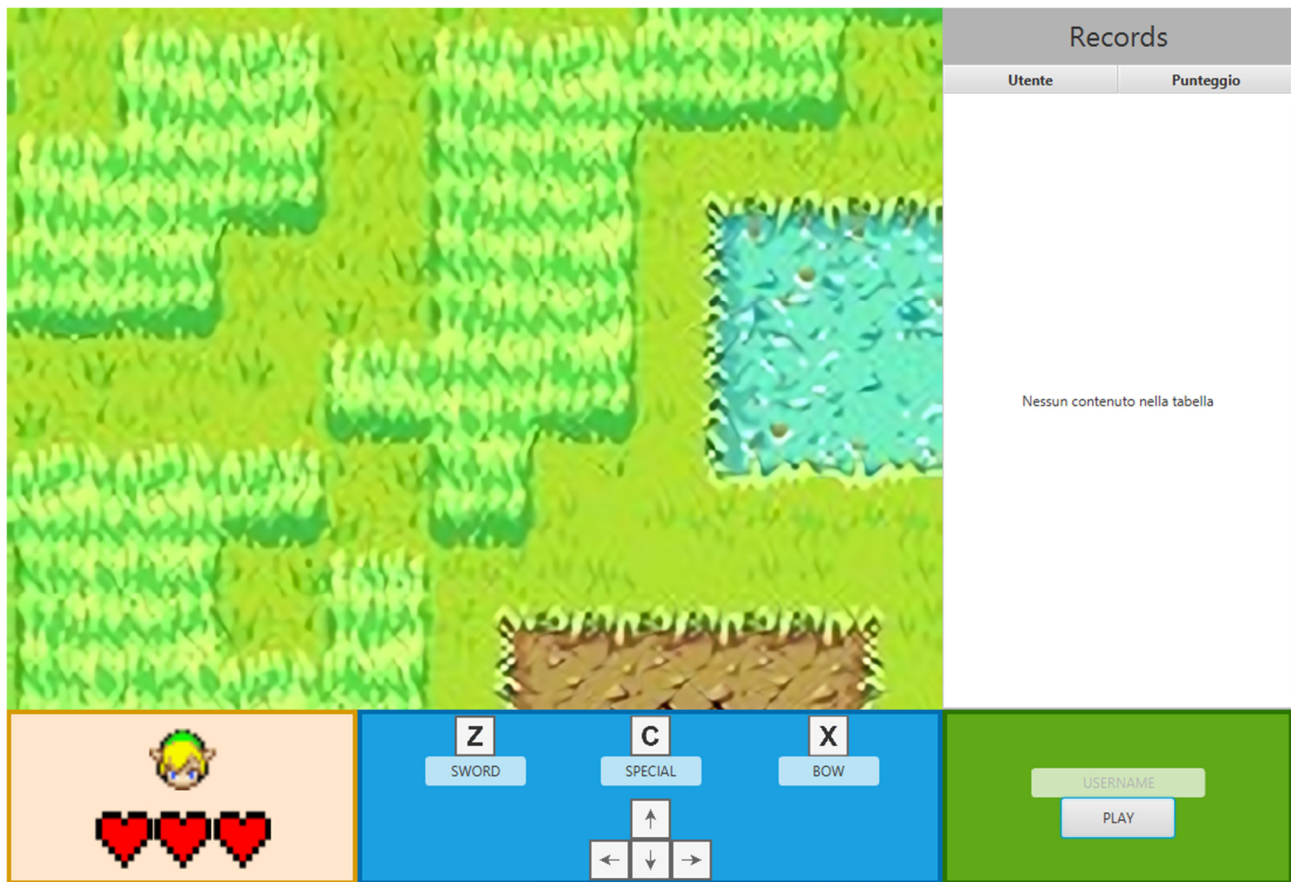 Records
Utente Punteggio
Nessun contenuto nella tabella
Z C X
SWORD SPECIAL BOW
↑
← ↓ →
USERNAME
PLAY